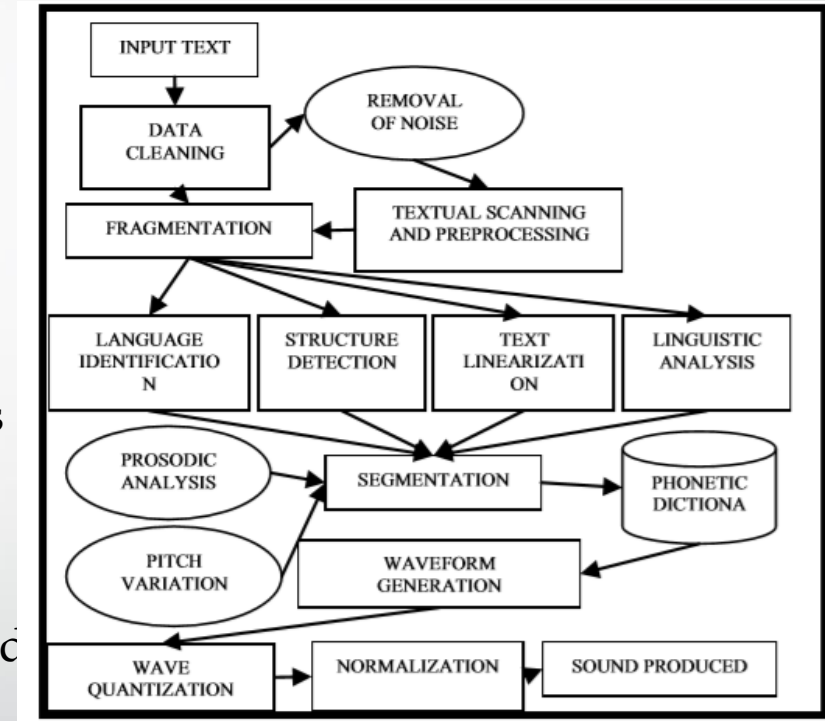 INPUT TEXT
REMOVAL
OF NOISE
DATA
CLEANING
TEXTUAL SCANNING
AND PREPROCESSING
FRAGMENTATION
LANGUAGE
IDENTIFICATIO
N
STRUCTURE
DETECTION
TEXT
LINEARIZATI
ON
LINGUISTIC
ANALYSIS
s
PROSODIC
ANALYSIS
SEGMENTATION
PHONETIC
DICTIONA
PITCH
VARIATION
WAVEFORM
GENERATION
d
WAVE
QUANTIZATION
NORMALIZATION
SOUND PRODUCED